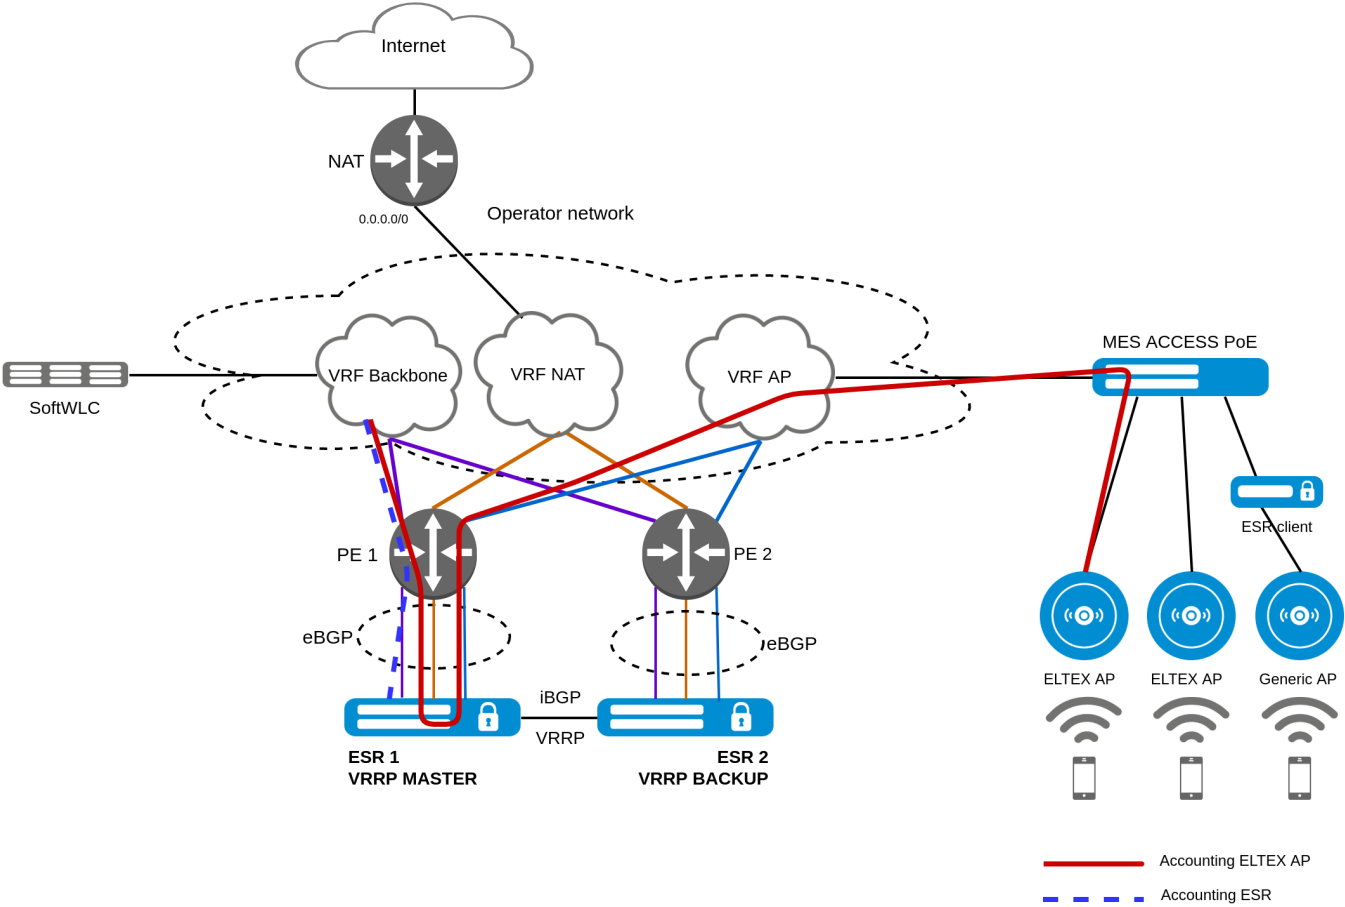 Internet
NAT
0.0.0.0/0
Operator network
MES ACCESS PoE
VRF Backbone
VRF NAT
VRF AP
SoftWLC
ESR client
PE 1
PE 2
eBGP
eBGP
ELTEX AP
ELTEX AP
Generic AP
iBGP
VRRP
ESR 1
VRRP MASTER
ESR 2
VRRP BACKUP
Accounting ELTEX AP
Accounting ESR